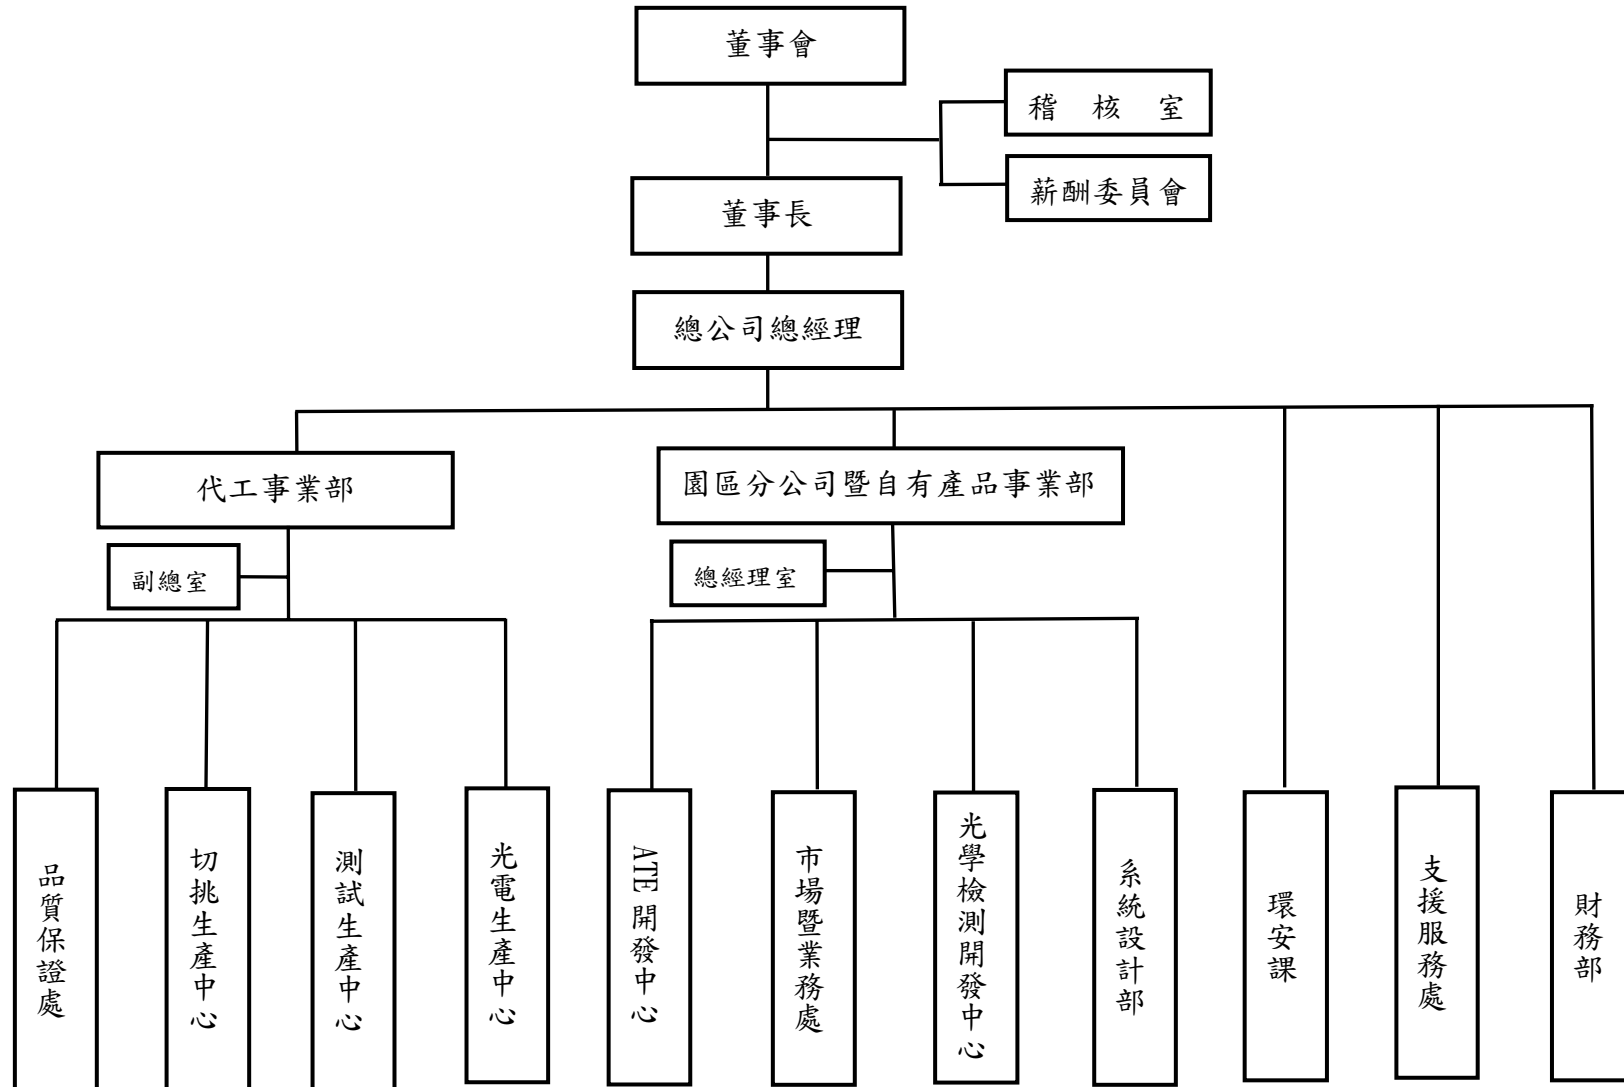 董事會
稽 核 室
薪酬委員會
董事長
總公司總經理
代工事業部
園區分公司暨自有產品事業部
副總室
總經理室
品質保證處
切挑生產中心
測試生產中心
光電生產中心
ATE開發中心
市場暨業務處
光學檢測開發中心
系統設計部
環安課
支援服務處
財務部